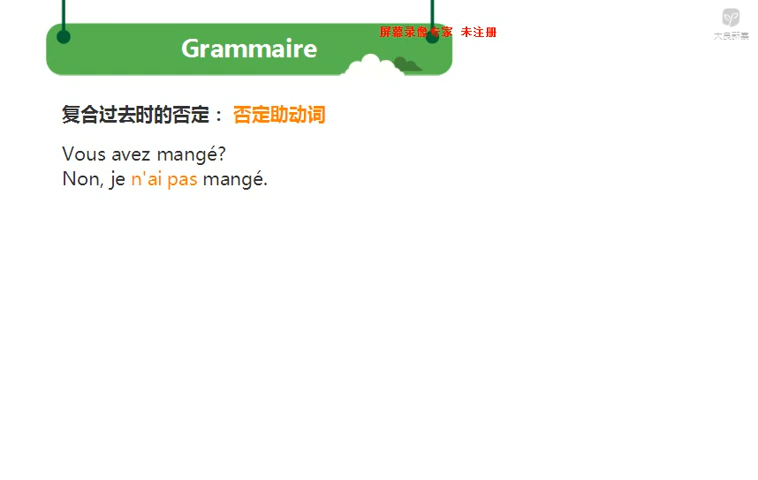 Grammaire
屏幕录像专家 未注册
复合过去时的否定： 否定助动词
Vous avez mangé?
Non, je n'ai pas mangé.